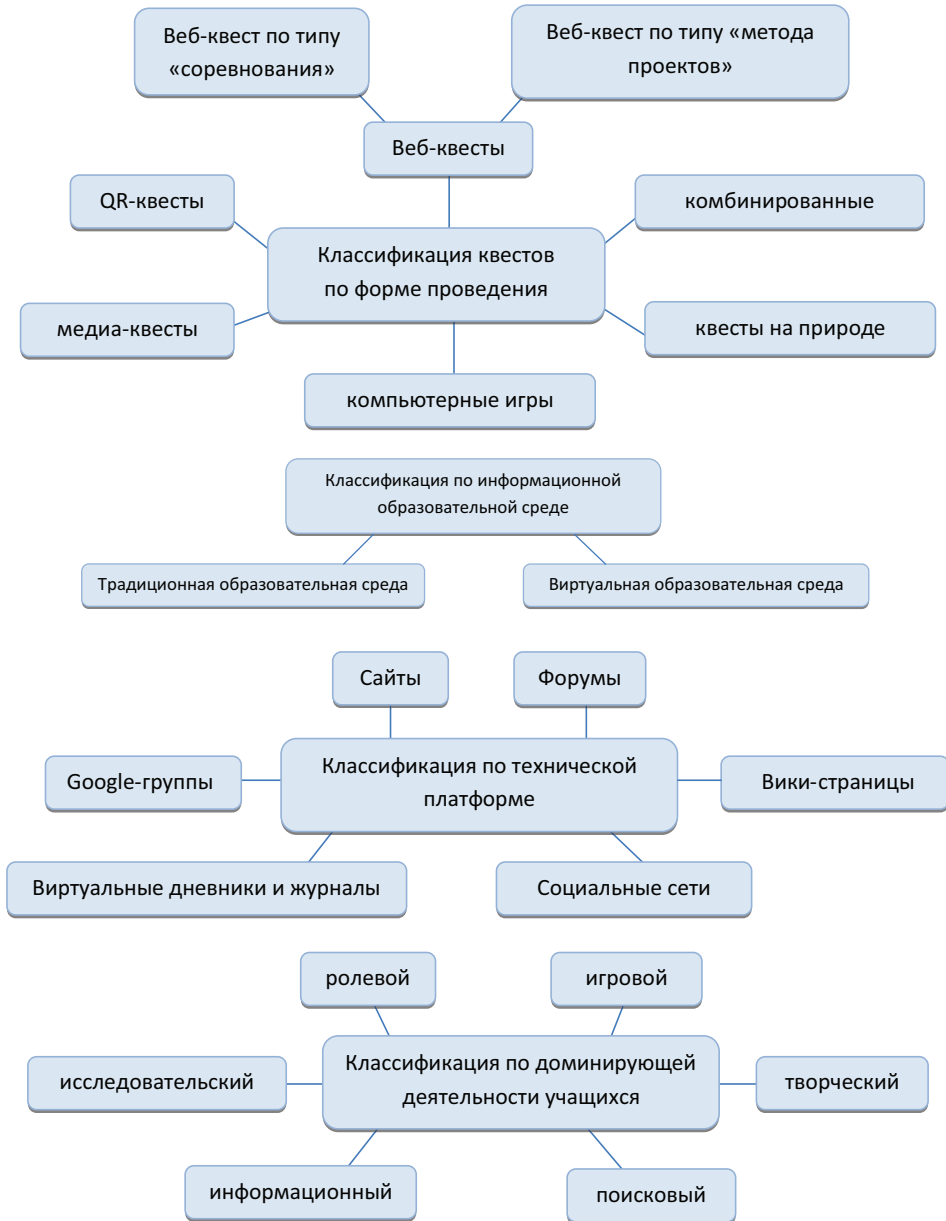 Веб-квест по типу
«соревнования»
Веб-квест по типу «метода
проектов»
Веб-квесты
QR-квесты
комбинированные
Классификация квестов
по форме проведения
медиа-квесты
квесты на природе
компьютерные игры
Классификация по информационной
образовательной среде
Традиционная образовательная среда
Виртуальная образовательная среда
Сайты
Форумы
Google-группы
Классификация по технической
платформе
Вики-страницы
Виртуальные дневники и журналы
Социальные сети
ролевой
игровой
исследовательский
Классификация по доминирующей
деятельности учащихся
творческий
информационный
поисковый